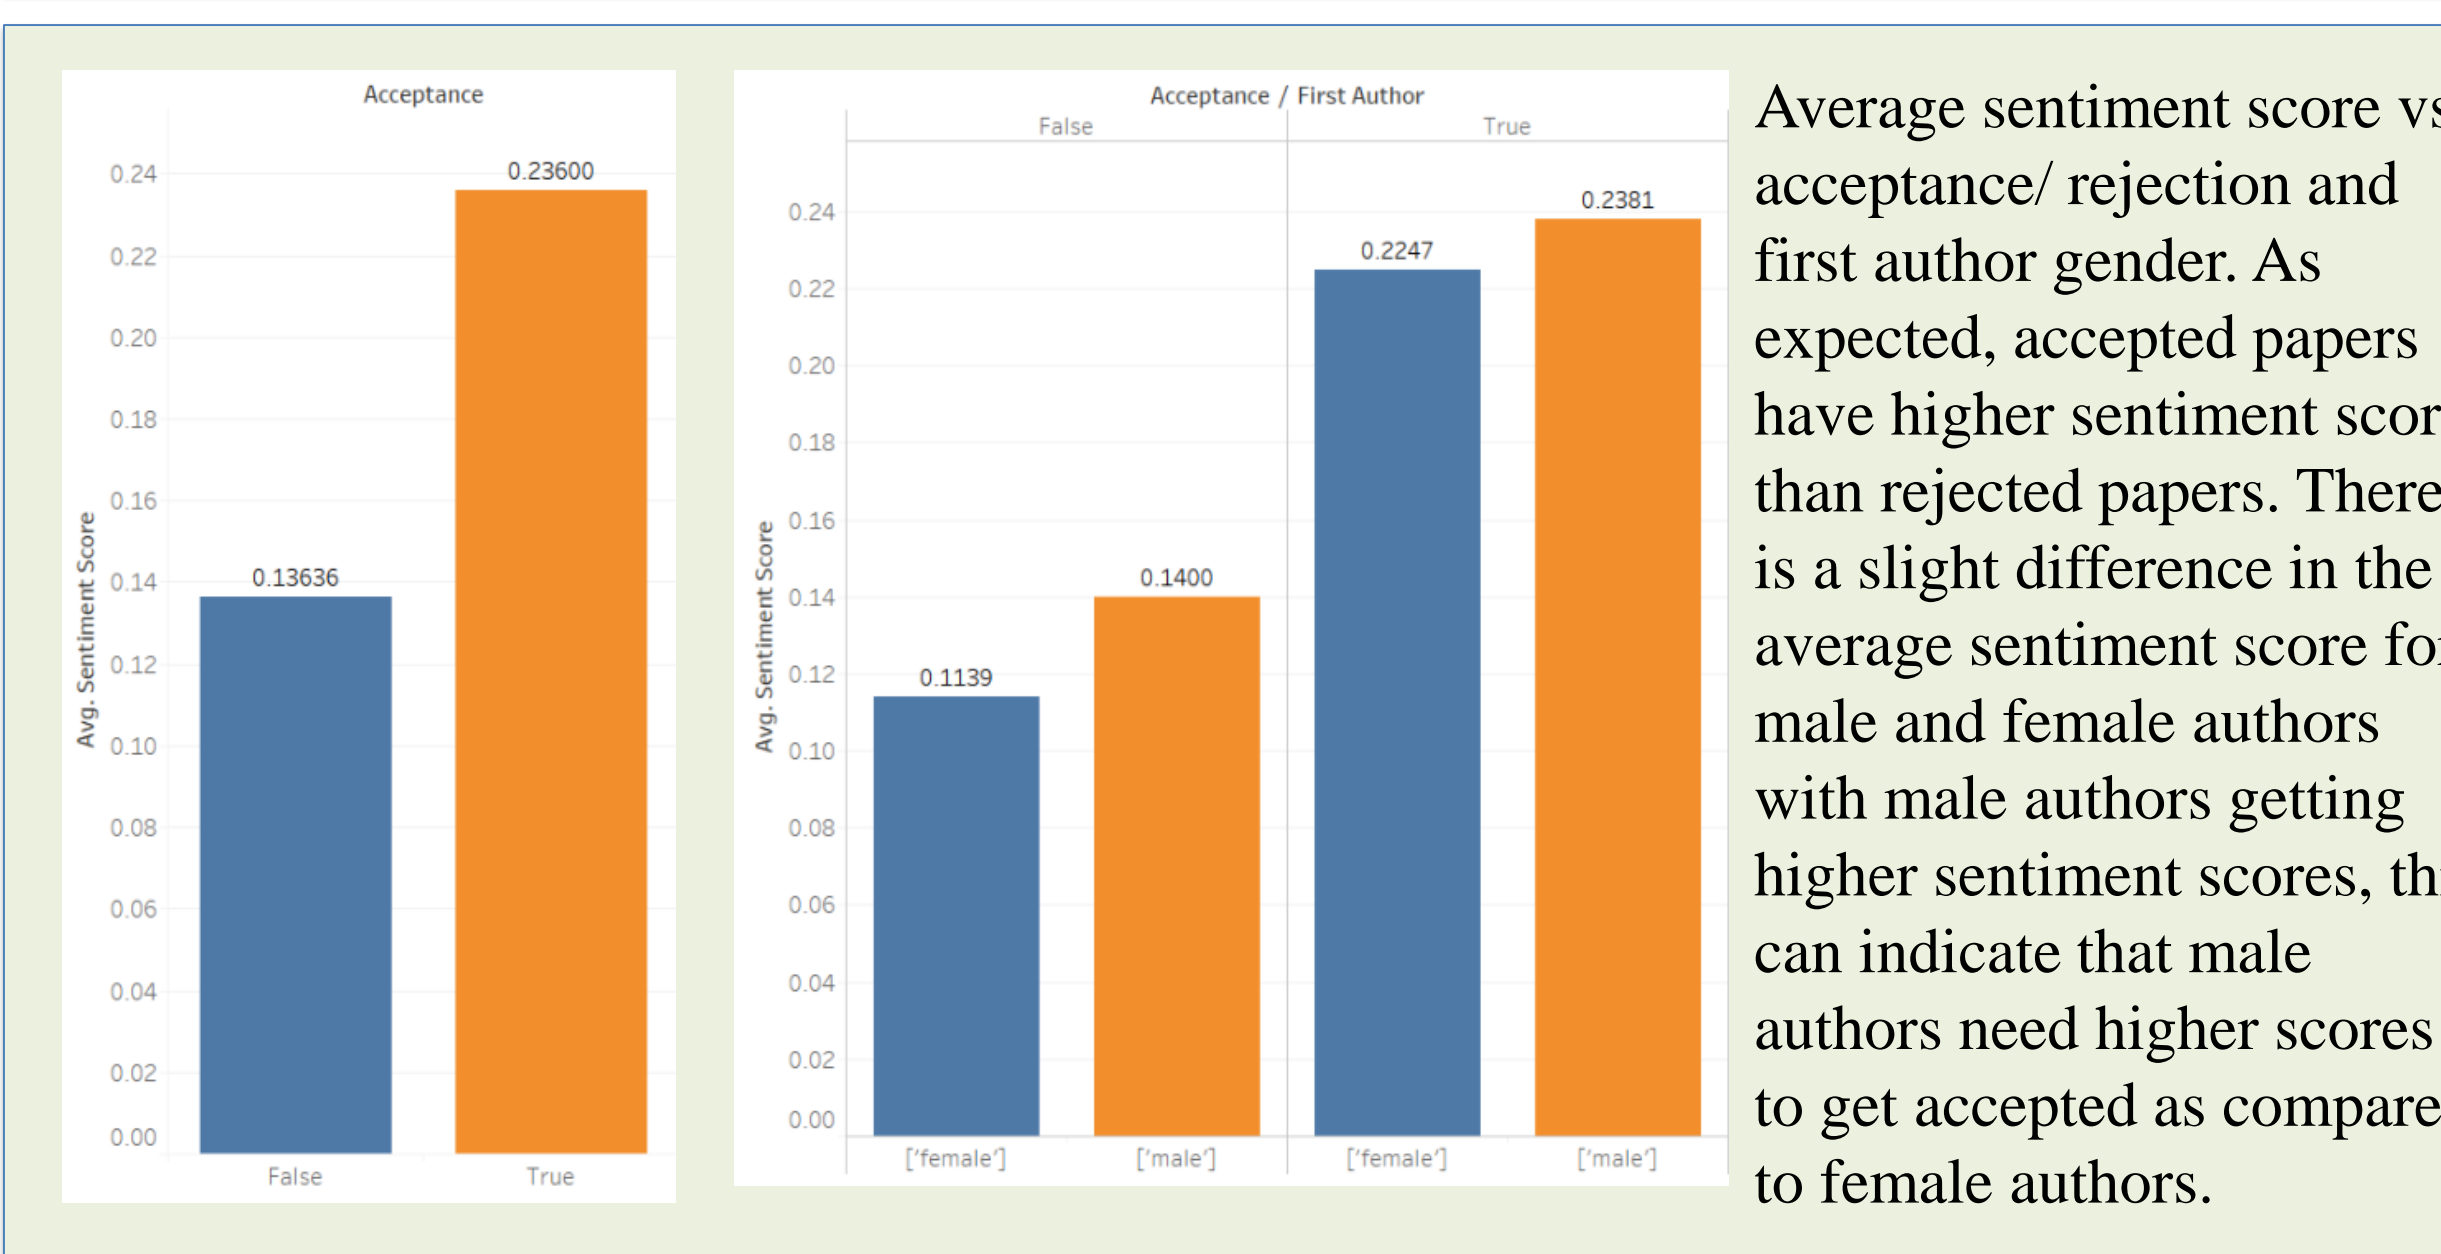 Acceptance
0.24
0.22
0.20
0.18
0.16
0.14
0.12
0.10
0.08
0.06
0.04
0.02
0.00
Avg. Sentiment Score
0.13636
0.23600
False
True
Acceptance / First Author
False
True
0.24
0.22
0.20
0.18
0.16
0.14
0.12
0.10
0.08
0.06
0.04
0.02
0.00
Avg. Sentiment Score
0.1139
0.1400
0.2247
0.2381
['female']
['male']
['female']
['male']
Average sentiment score vs
acceptance/ rejection and
first author gender. As
expected, accepted papers
have higher sentiment scor
than rejected papers. There
is a slight difference in the
average sentiment score for
male and female authors
with male authors getting
higher sentiment scores, thi
can indicate that male
authors need higher scores
to get accepted as compare
to female authors.